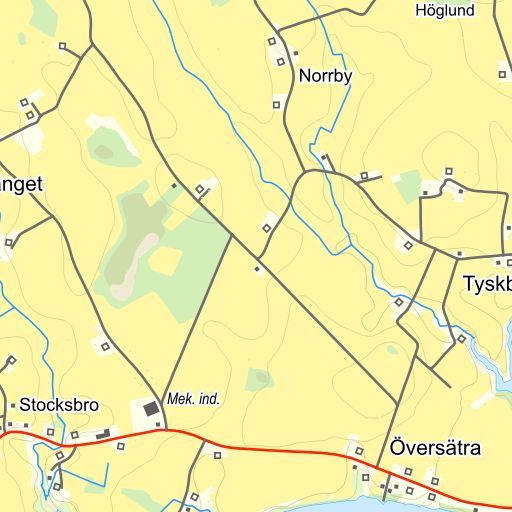 Höglund
Norrby
anget
Tyskb
Mek. ind.
Stocksbro
Översätra